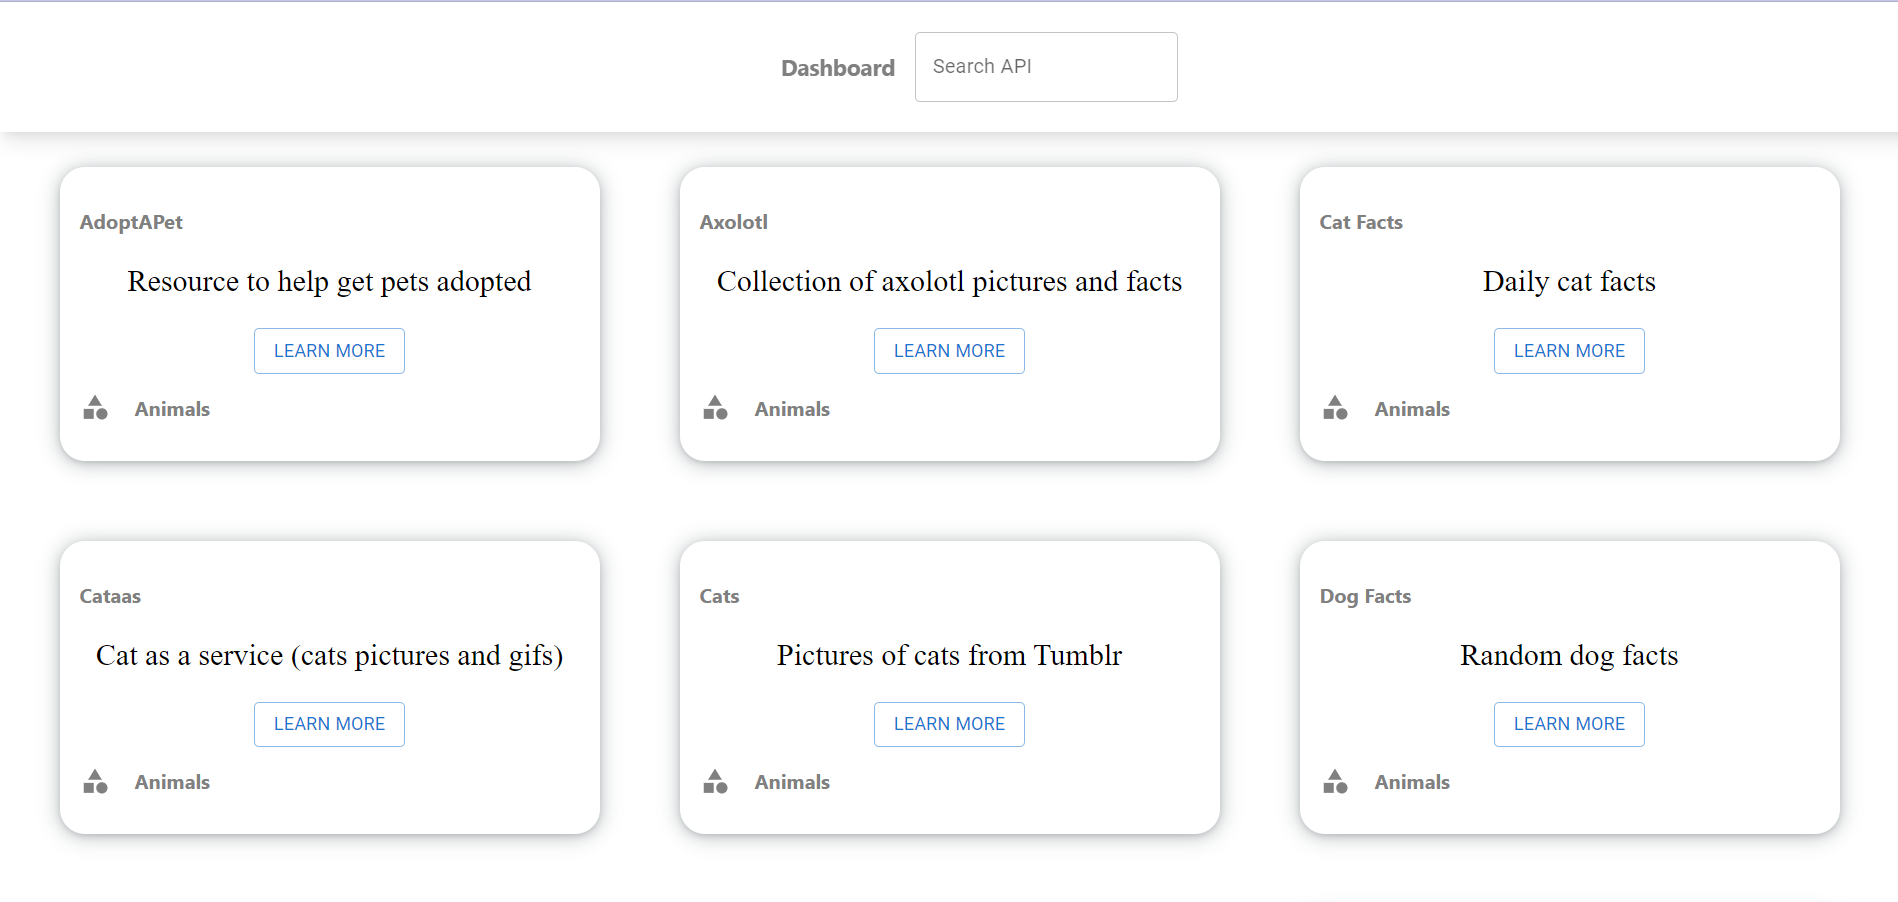 Dashboard
Search API
AdoptAPet
Resource to help get pets adopted
LEARN MORE
Animals
Axolotl
Collection of axolotl pictures and facts
LEARN MORE
Animals
Cat Facts
Daily cat facts
LEARN MORE
Animals
Cataas
Cat as a service (cats pictures and gifs)
LEARN MORE
Animals
Cats
Pictures of cats from Tumblr
LEARN MORE
Animals
Dog Facts
Random dog facts
LEARN MORE
Animals